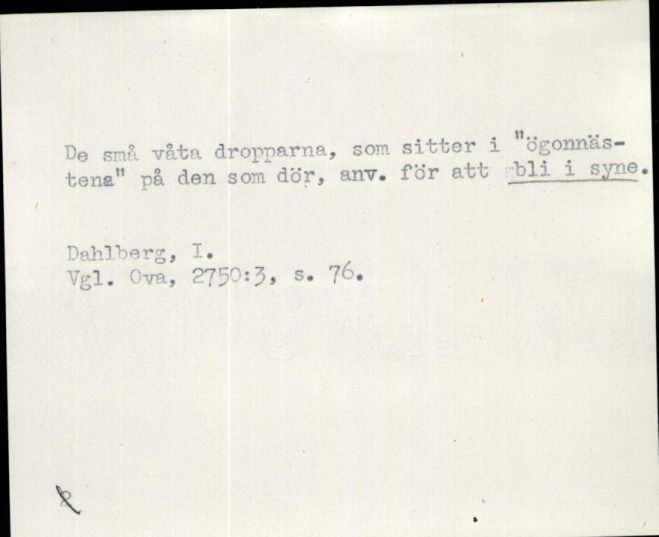 De små våta dropparna, som sitter i "ögonnäs-
tena" på den som dör, anv. för att bli i syne.
Dahlberg, I.
Vgl. Ova, 2750:3, s. 76.